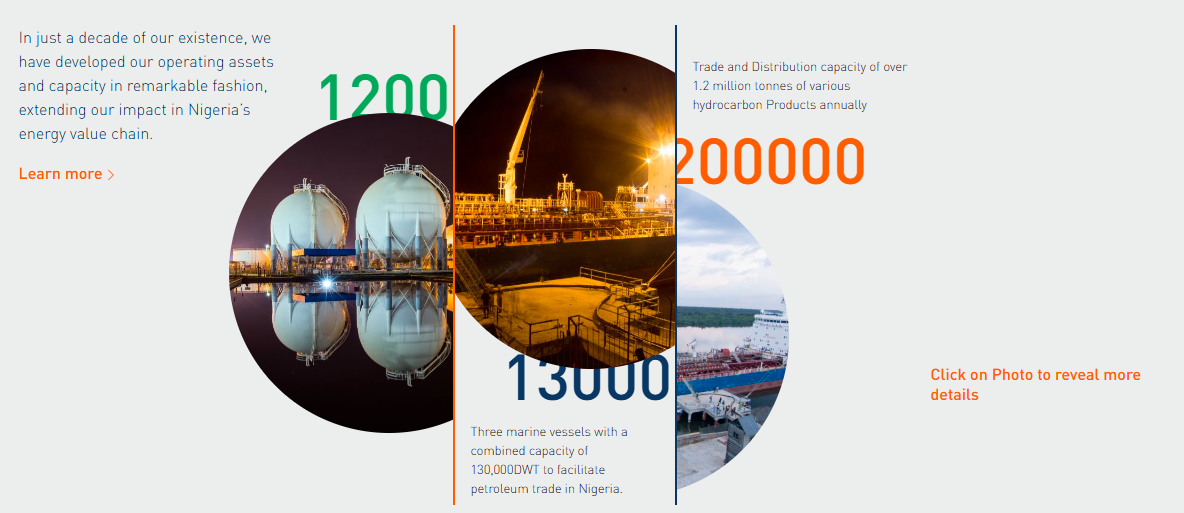 In just a decade of our existence, we
have developed our operating assets
and capacity in remarkable fashion,
extending our impact in Nigeria's
energy value chain.
Learn more >
1200
13000
Three marine vessels with a
combined capacity of
130,000DWT to facilitate
petroleum trade in Nigeria.
Trade and Distribution capacity of over
1.2 million tonnes of various
hydrocarbon Products annually
200000
Click on Photo to reveal more
details